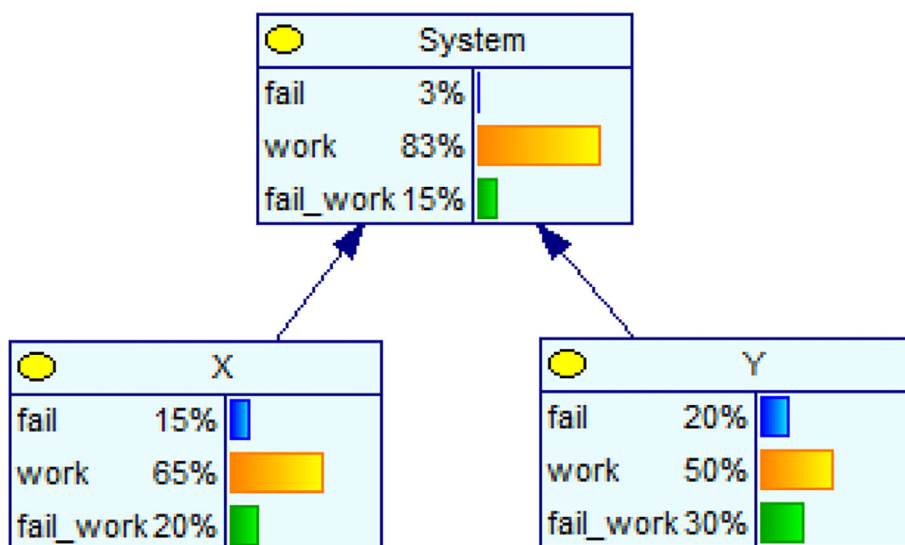 System
fail 3%
work 83%
fail_work 15%
X
fail 15%
work 65%
fail_work 20%
Y
fail 20%
work 50%
fail_work 30%